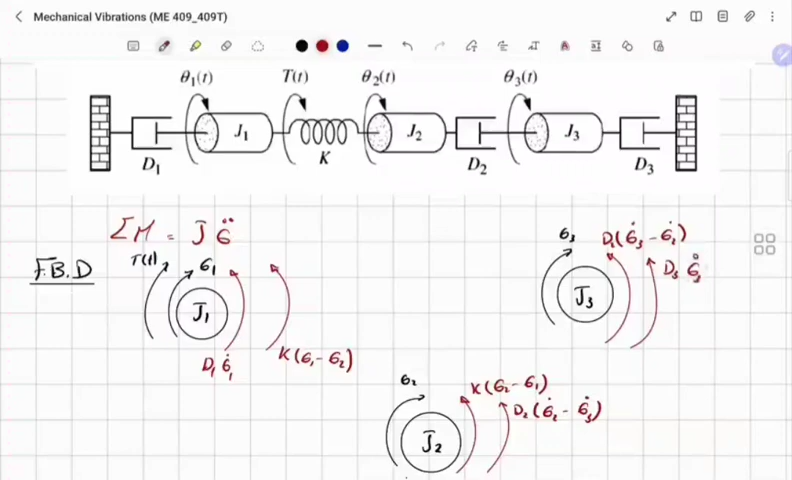 Mechanical Vibrations (ME 409_409T)
θ₁(t) T(t) θ₂(t) θ₃(t)
J₁ K J₂ J₃
D₁ D₂ D₃
ΣM = J θ̈
F.B.D
T(t) θ₁
J₁
D₁ θ̇₁
K(θ₁ - θ₂)
θ₃ D₂(θ̇₃ - θ̇₂)
D₃ θ̇₃
J₃
θ₂ K(θ₂ - θ₁)
D₂(θ̇₂ - θ̇₃)
J₂